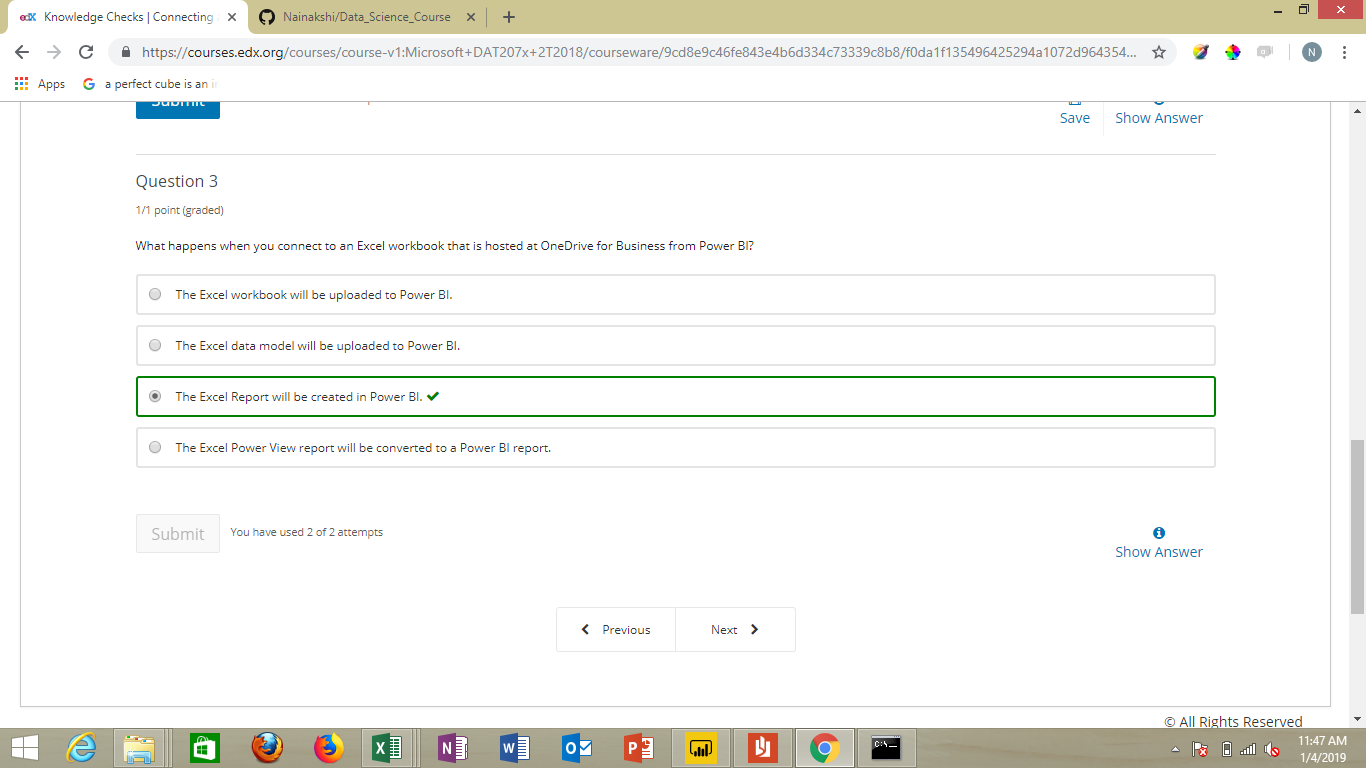 edX Knowledge Checks | Connecting
Nainakshi/Data_Science_Course
https://courses.edx.org/courses/course-v1:Microsoft+DAT207x+2T2018/courseware/9cd8e9c46fe843e4b6d334c73339c8b8/f0da1f135496425294a1072d964354...
N
Apps
G a perfect cube is an i
Submit
Save
Show Answer
Question 3
1/1 point (graded)
What happens when you connect to an Excel workbook that is hosted at OneDrive for Business from Power BI?
The Excel workbook will be uploaded to Power BI.
The Excel data model will be uploaded to Power BI.
The Excel Report will be created in Power BI.
The Excel Power View report will be converted to a Power BI report.
Submit
You have used 2 of 2 attempts
Show Answer
Previous
Next
© All Rights Reserved
11:47 AM
1/4/2019